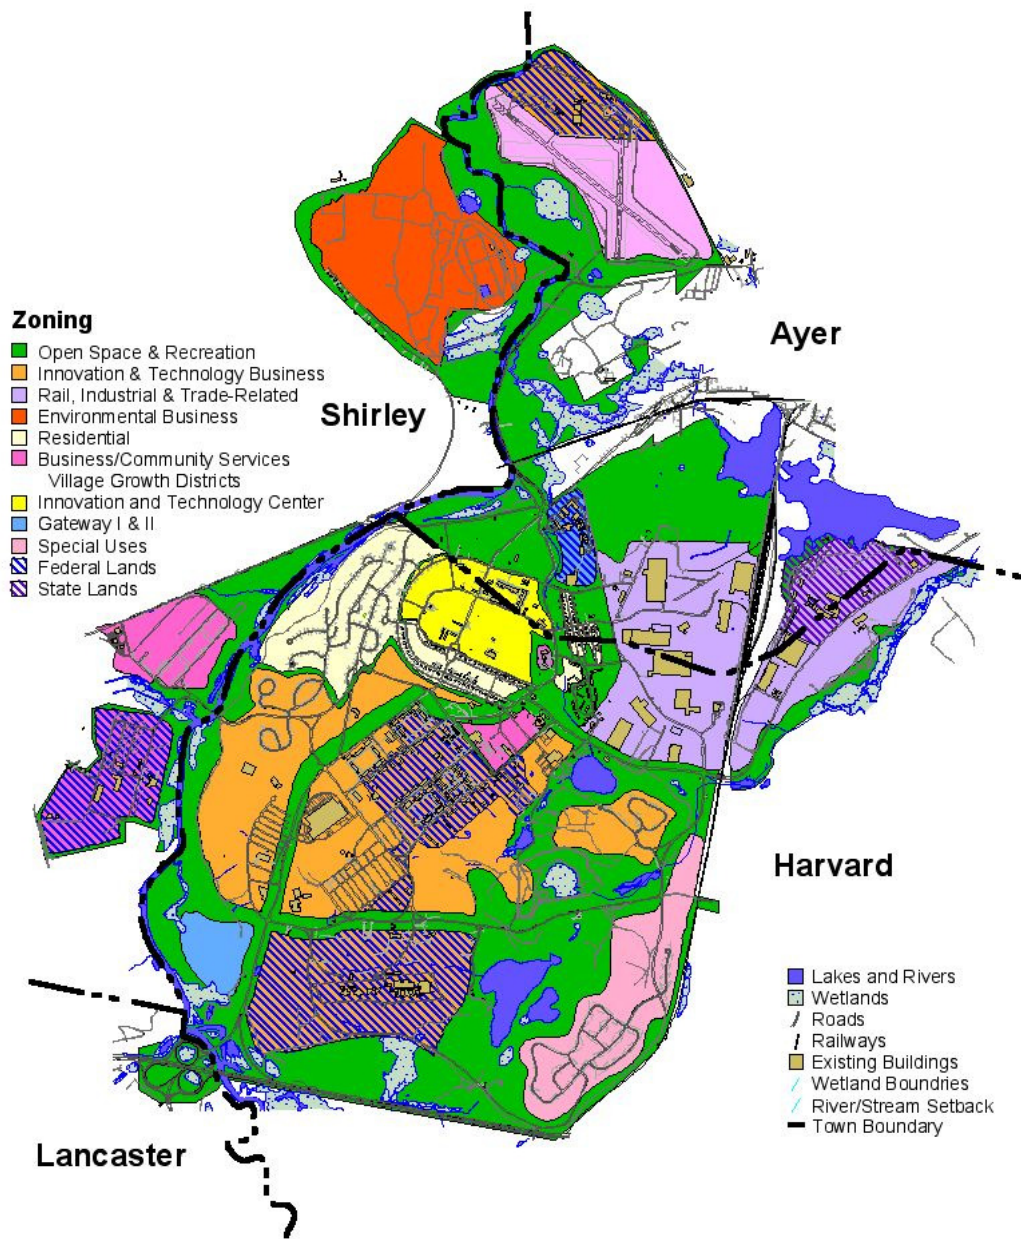 Ayer
Zoning
Open Space & Recreation
Innovation & Technology Business
Rail, Industrial & Trade-Related
Environmental Business
Shirley
Residential
Business/Community Services
Village Growth Districts
Innovation and Technology Center
Gateway I & II
Special Uses
Federal Lands
State Lands
Harvard
Lakes and Rivers
Wetlands
Roads
Railways
Existing Buildings
Wetland Boundries
River/Stream Setback
Town Boundary
Lancaster